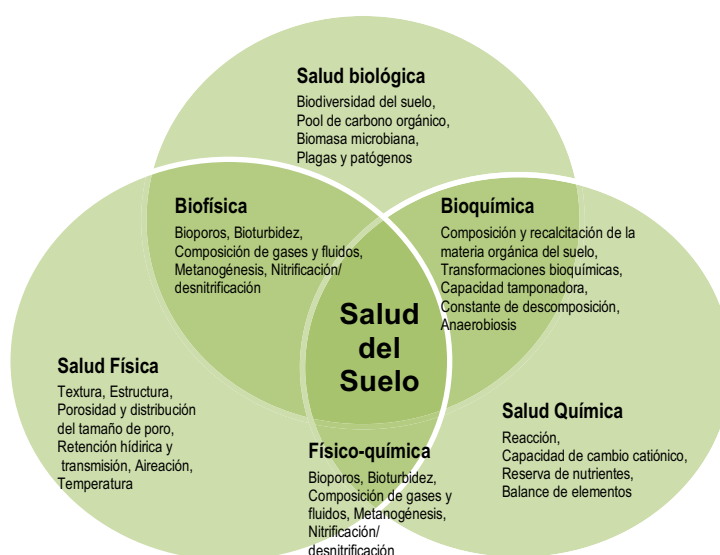 Salud biológica
Biodiversidad del suelo,
Pool de carbono orgánico,
Biomasa microbiana,
Plagas y patógenos
Biofísica
Bioporos, Bioturbidez,
Composición de gases y fluidos,
Metanogénesis, Nitrificación/
desnitrificación
Bioquímica
Composición y recalcitación de la
materia orgánica del suelo,
Transformaciones bioquímicas,
Capacidad tamponadora,
Constante de descomposición,
Anaerobiosis
Salud
del
Suelo
Salud Física
Textura, Estructura,
Porosidad y distribución
del tamaño de poro,
Retención hídirica y
transmisión, Aireación,
Temperatura
Salud Química
Reacción,
Capacidad de cambio catiónico,
Reserva de nutrientes,
Balance de elementos
Físico-química
Bioporos, Bioturbidez,
Composición de gases y
fluidos, Metanogénesis,
Nitrificación/
desnitrificación